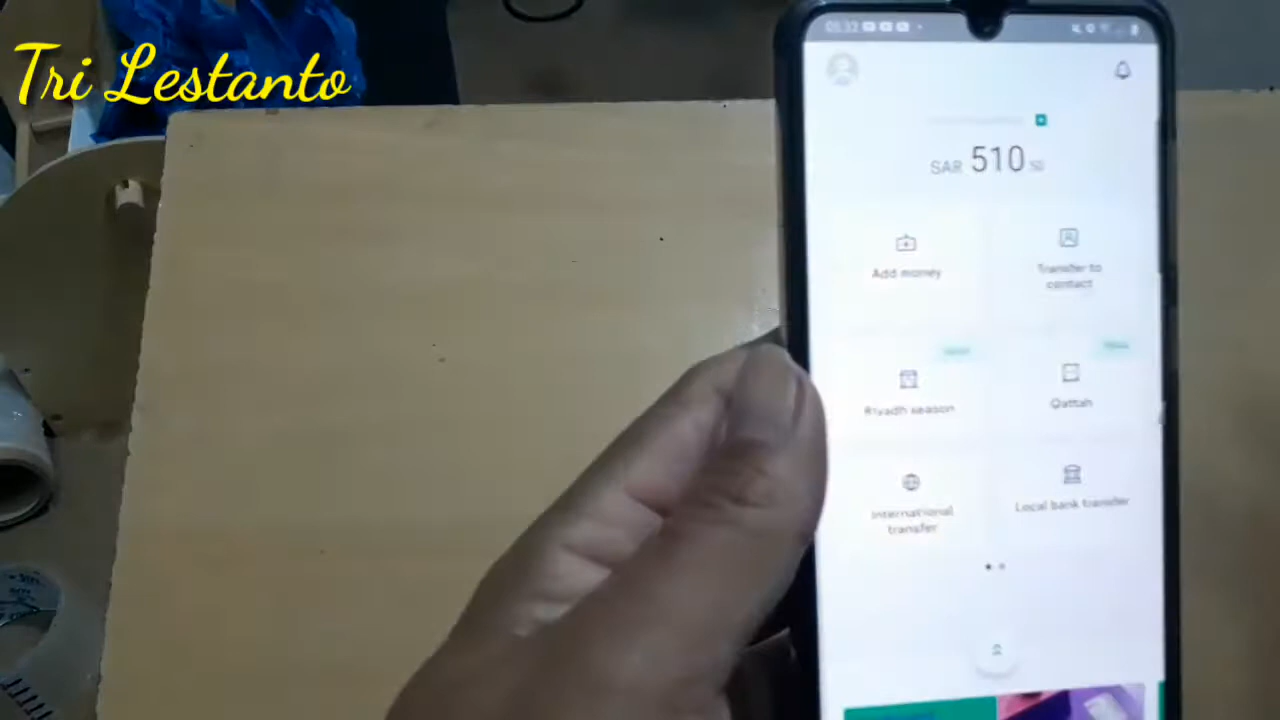 Tri Lestanto
SAR 510
Add money
Transfer to
contact
Riyadh season
Qattah
International
transfer
Local bank transfer